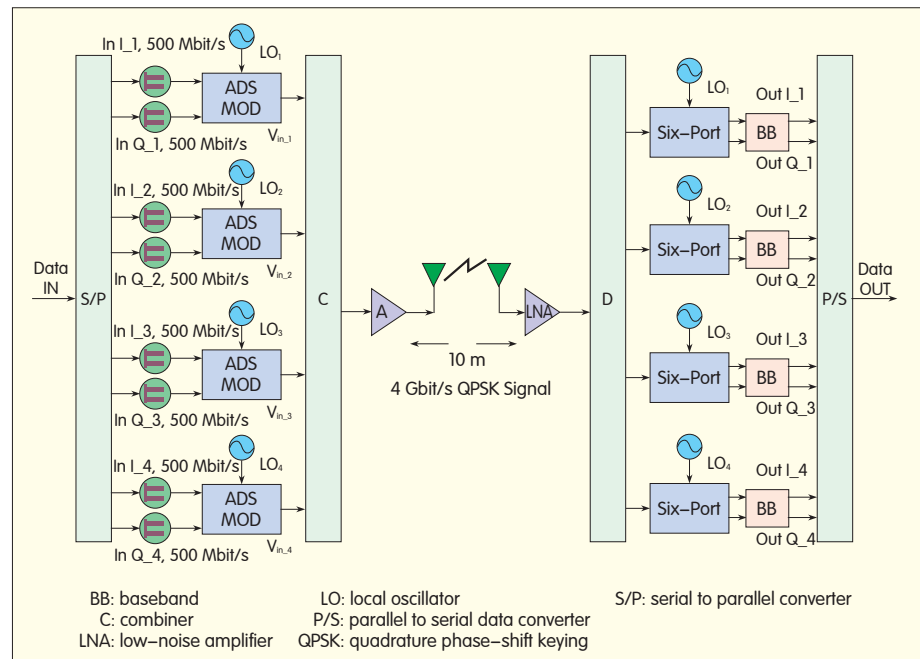 In I_1, 500 Mbit/s
LO₁
ADS
MOD
In Q_1, 500 Mbit/s
Vin_1
In I_2, 500 Mbit/s
LO₂
ADS
MOD
In Q_2, 500 Mbit/s
Vin_2
Data
IN
S/P
In I_3, 500 Mbit/s
LO₃
ADS
MOD
In Q_3, 500 Mbit/s
Vin_3
In I_4, 500 Mbit/s
LO₄
ADS
MOD
In Q_4, 500 Mbit/s
Vin_4
C
A
10 m
4 Gbit/s QPSK Signal
LNA
D
LO₁
Six–Port
BB
Out I_1
Out Q_1
LO₂
Six–Port
BB
Out I_2
Out Q_2
LO₃
Six–Port
BB
Out I_3
Out Q_3
LO₄
Six–Port
BB
Out I_4
Out Q_4
P/S
Data
OUT
BB: baseband
C: combiner
LNA: low–noise amplifier
LO: local oscillator
P/S: parallel to serial data converter
QPSK: quadrature phase–shift keying
S/P: serial to parallel converter